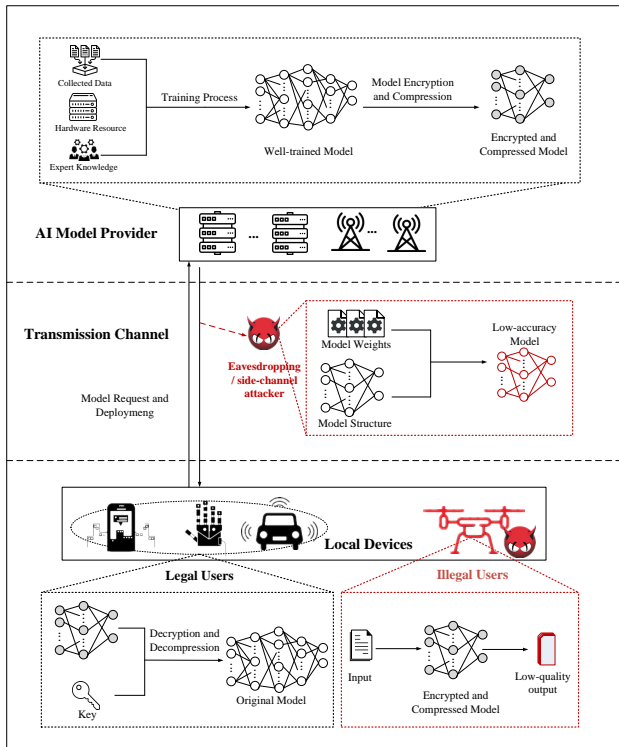 Collected Data
Hardware Resource
Expert Knowledge
Training Process
Well-trained Model
Model Encryption
and Compression
Encrypted and
Compressed Model
AI Model Provider
...
...
Transmission Channel
Eavesdropping
/ side-channel
attacker
Model Weights
Model Structure
Low-accuracy
Model
Model Request and
Deploymeng
Local Devices
Legal Users
Illegal Users
Decryption and
Decompression
Key
Original Model
Input
Encrypted and
Compressed Model
Low-quality
output